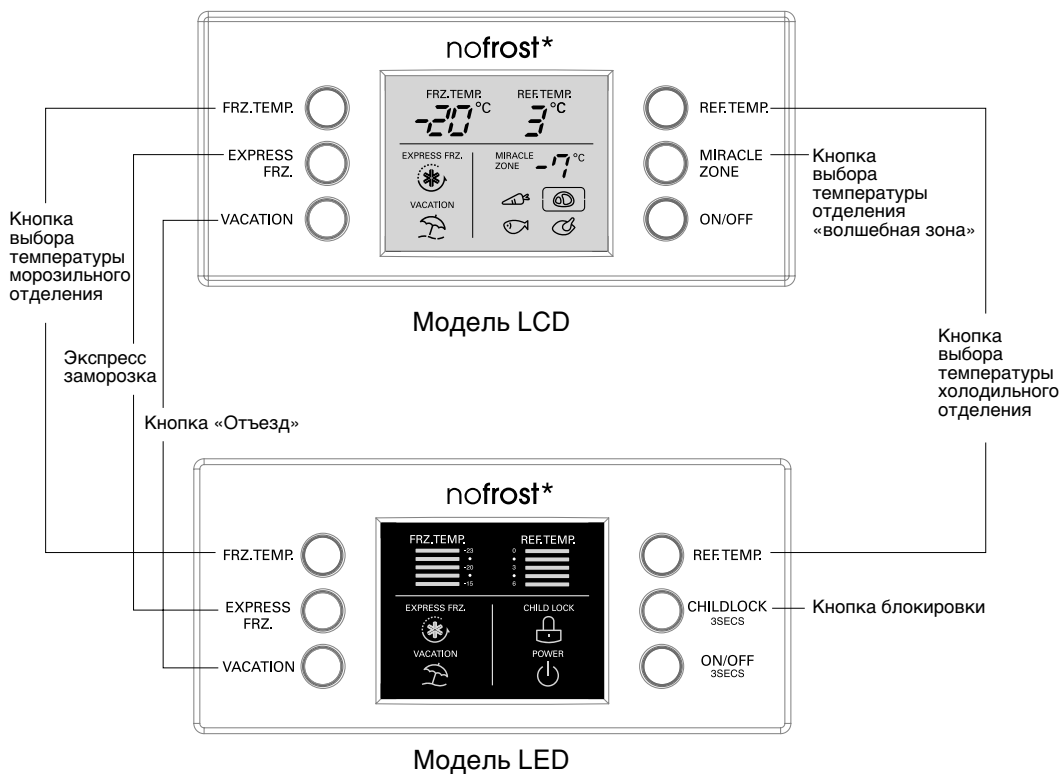 nofrost*
FRZ.TEMP.
EXPRESS
FRZ.
VACATION
FRZ.TEMP.
-20 °C
REF.TEMP.
3 °C
EXPRESS FRZ.
VACATION
MIRACLE
ZONE
-7 °C
REF.TEMP.
MIRACLE
ZONE
ON/OFF
Кнопка
выбора
температуры
морозильного
отделения
Кнопка
выбора
температуры
отделения
«волшебная зона»
Модель LCD
Экспресс
заморозка
Кнопка «Отъезд»
Кнопка
выбора
температуры
холодильного
отделения
nofrost*
FRZ.TEMP.
EXPRESS
FRZ.
VACATION
FRZ.TEMP.
-23
-20
-15
REF.TEMP.
0
3
6
EXPRESS FRZ.
VACATION
CHILD LOCK
POWER
REF.TEMP.
CHILDLOCK
3SECS
ON/OFF
3SECS
Кнопка блокировки
Модель LED